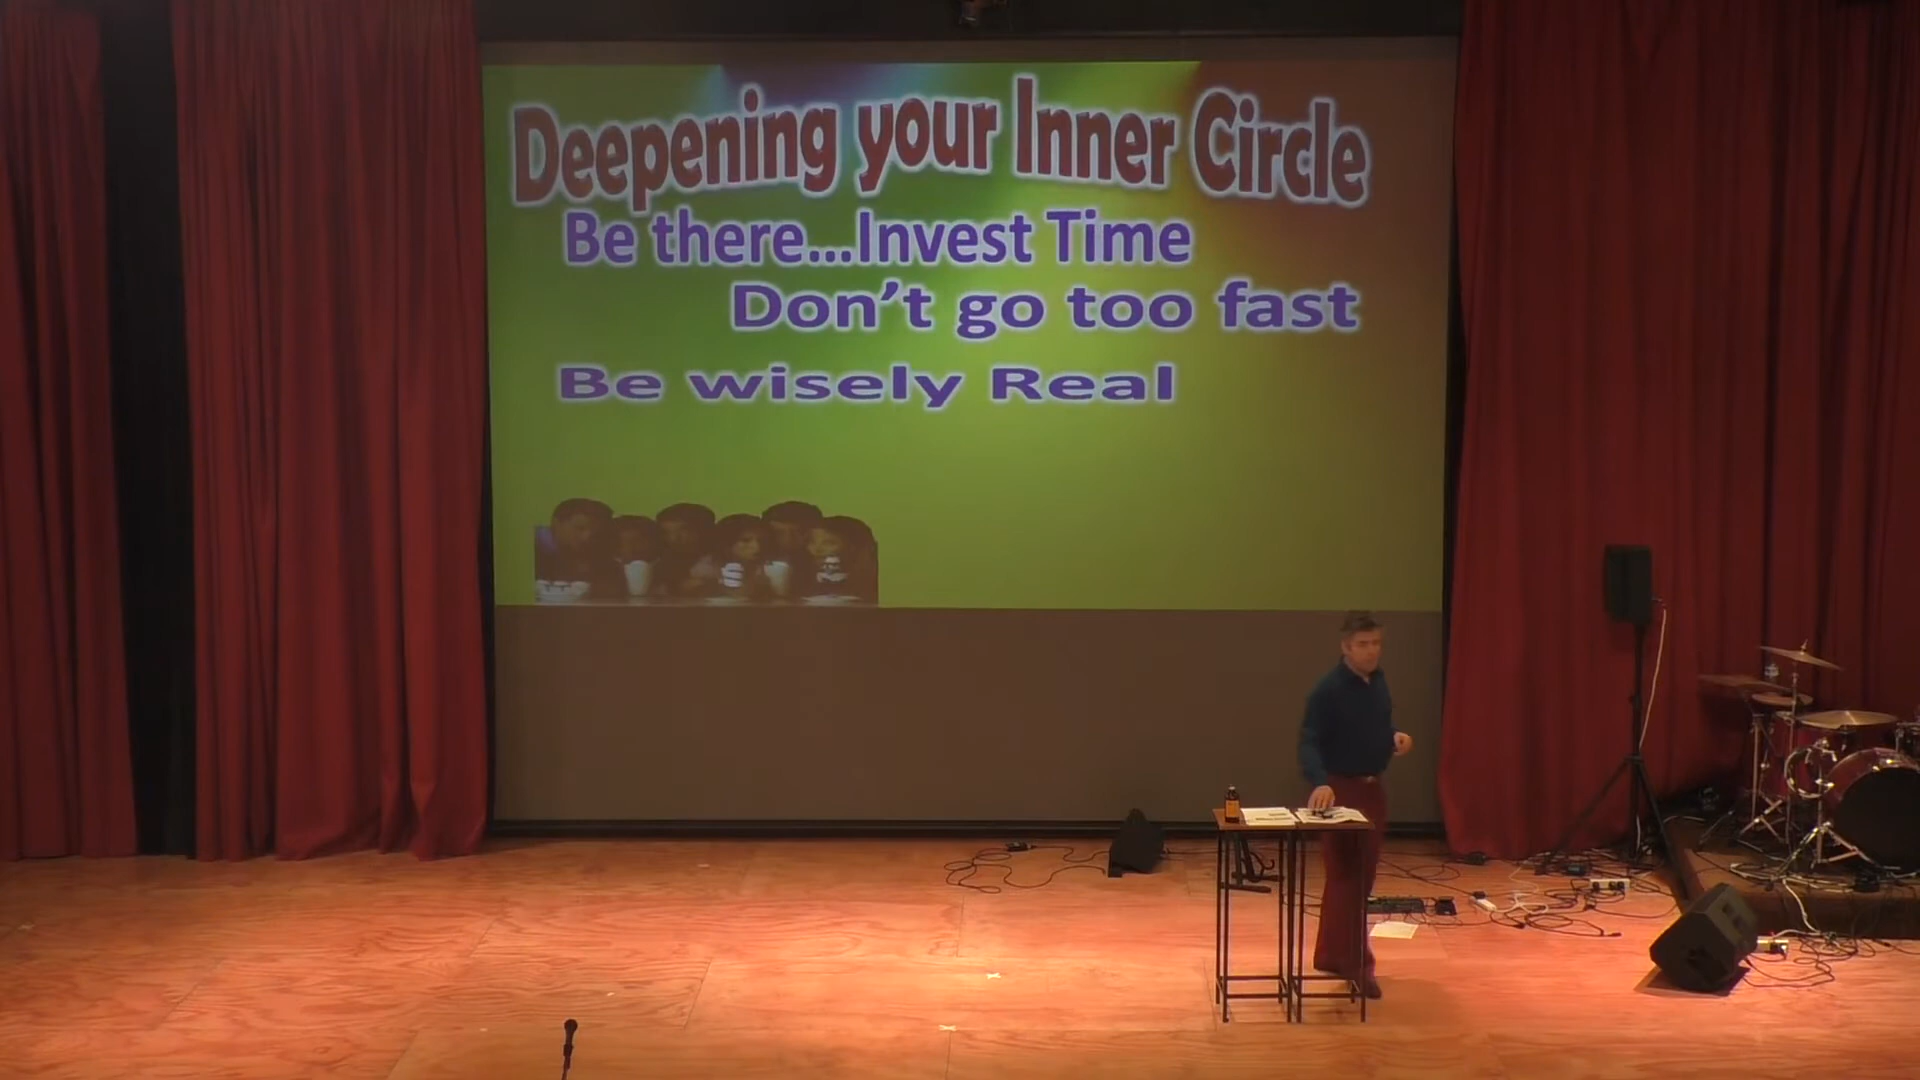 Deepening your Inner Circle
Be there...Invest Time
Don't go too fast
Be wisely Real